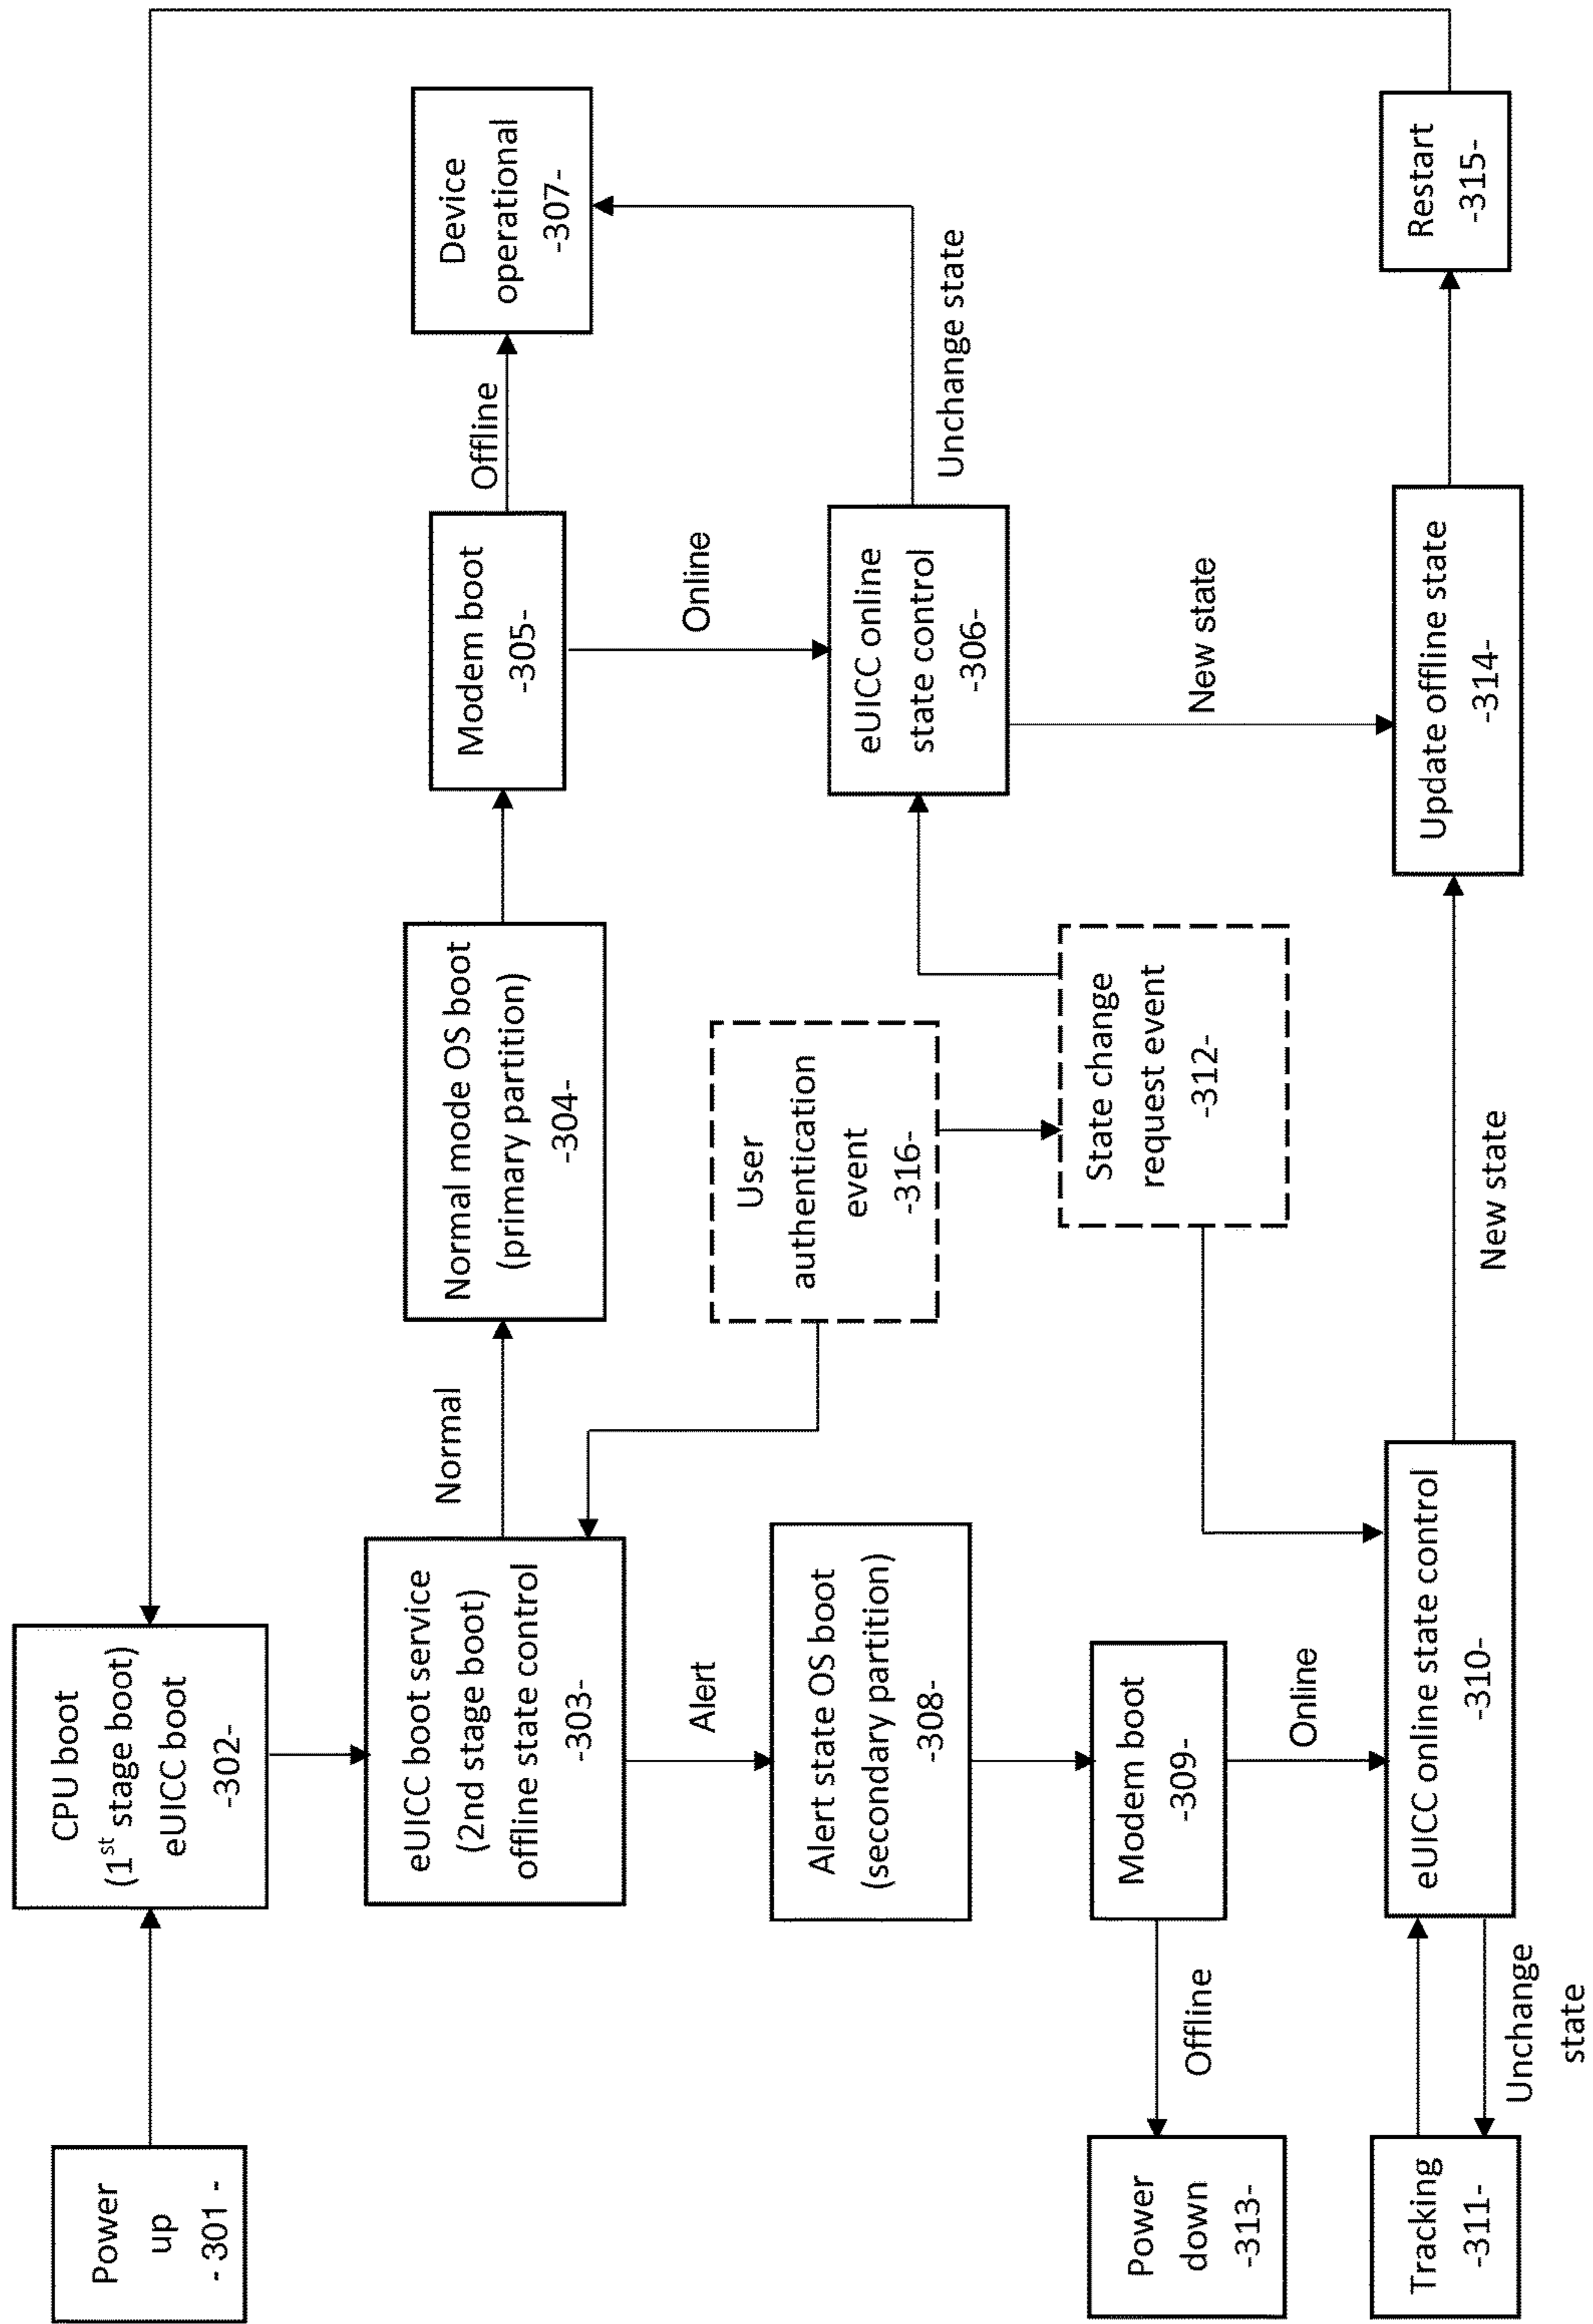 Power
up
- 301 -
CPU boot
(1st stage boot)
eUICC boot
-302-
eUICC boot service
(2nd stage boot)
offline state control
-303-
Normal
Normal mode OS boot
(primary partition)
-304-
Modem boot
-305-
Offline
Device
operational
-307-
Online
eUICC online
state control
-306-
Unchange state
New state
User
authentication
event
-316-
State change
request event
-312-
Alert
Alert state OS boot
(secondary partition)
-308-
Modem boot
-309-
Offline
Power
down
-313-
Online
eUICC online state control
-310-
Tracking
-311-
Unchange
state
New state
Update offline state
-314-
Restart
-315-